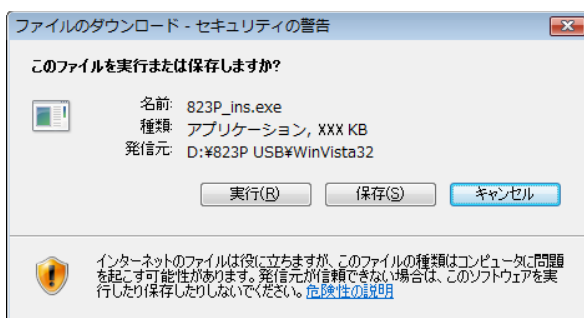 ファイルのダウンロード - セキュリティの警告
このファイルを実行または保存しますか?
名前: 823P_ins.exe
種類: アプリケーション, XXX KB
発信元: D:¥823P USB¥WinVista32
実行(R) 保存(S) キャンセル
インターネットのファイルは役に立ちますが、このファイルの種類はコンピュータに問題
を起こす可能性があります。発信元が信頼できない場合は、このソフトウェアを実
行したり保存したりしないでください。危険性の説明